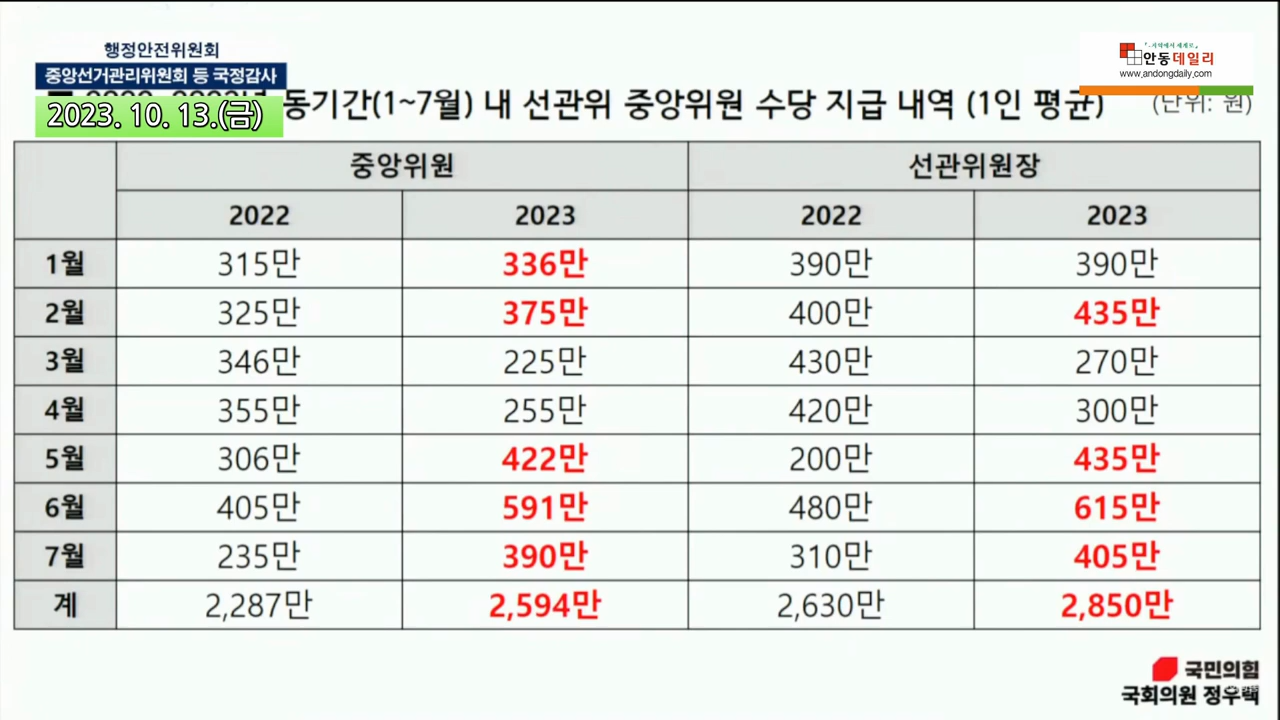 행정안전위원회
중앙선거관리위원회 등 국정감사
2023. 10. 13.(금)
안동데일리
www.andongdaily.com
동기간(1~7월) 내 선관위 중앙위원 수당 지급 내역 (1인 평균) (단위: 원)
중앙위원 선관위원장
2022 2023 2022 2023
1월 315만 336만 390만 390만
2월 325만 375만 400만 435만
3월 346만 225만 430만 270만
4월 355만 255만 420만 300만
5월 306만 422만 200만 435만
6월 405만 591만 480만 615만
7월 235만 390만 310만 405만
계 2,287만 2,594만 2,630만 2,850만
국민의힘
국회의원 정우택